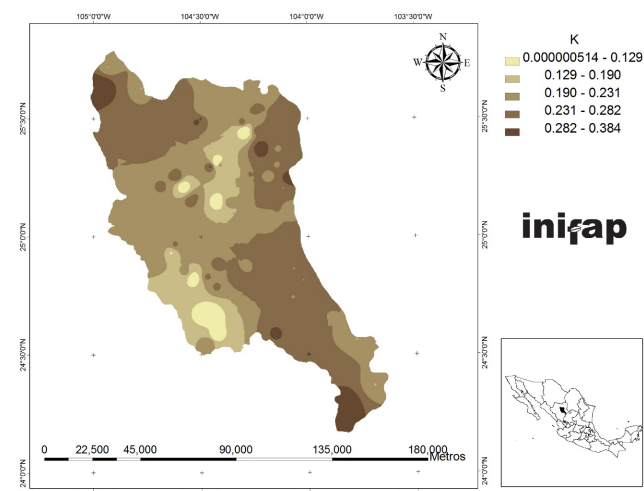 105°0'0"W 104°30'0"W 104°0'0"W 103°30'0"W
N
W E
S
K
0.000000514 - 0.129
0.129 - 0.190
0.190 - 0.231
0.231 - 0.282
0.282 - 0.384
25°30'0"N 25°30'0"N
inifap
25°0'0"N 25°0'0"N
24°30'0"N 24°30'0"N
0 22,500 45,000 90,000 135,000 180,000
Metros
24°0'0"N 24°0'0"N